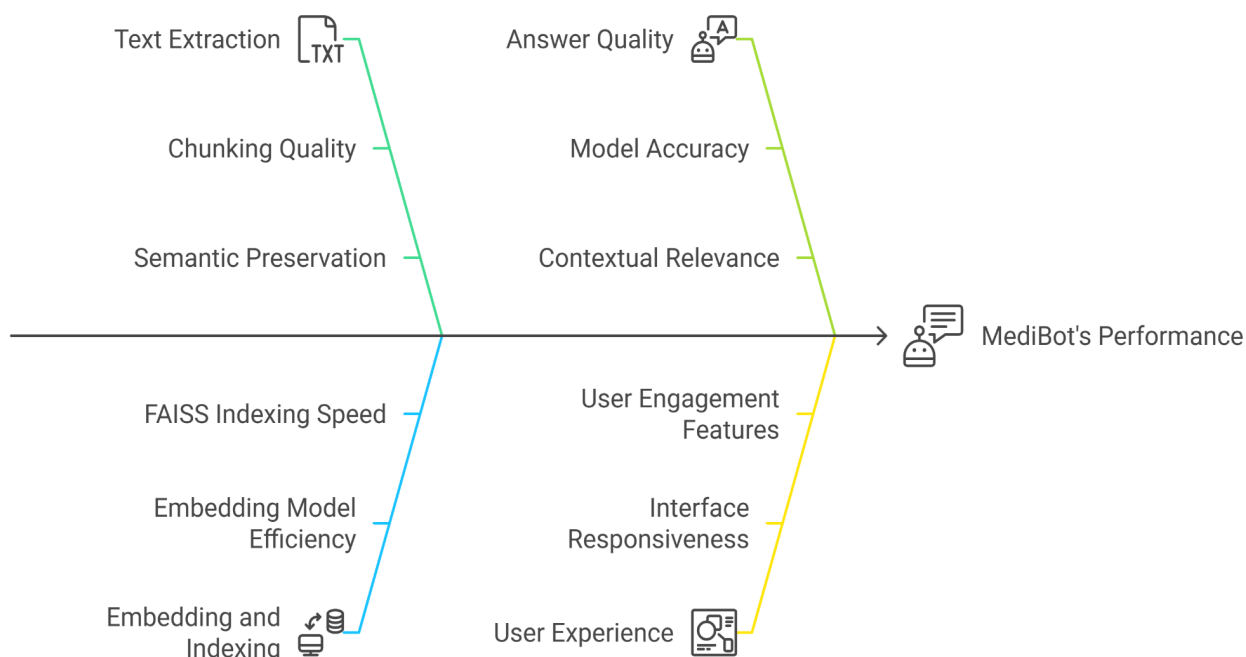 Text Extraction
TXT
Chunking Quality
Semantic Preservation
Answer Quality
A
Model Accuracy
Contextual Relevance
MediBot's Performance
FAISS Indexing Speed
Embedding Model
Efficiency
Embedding and
Indexing
User Engagement
Features
Interface
Responsiveness
User Experience